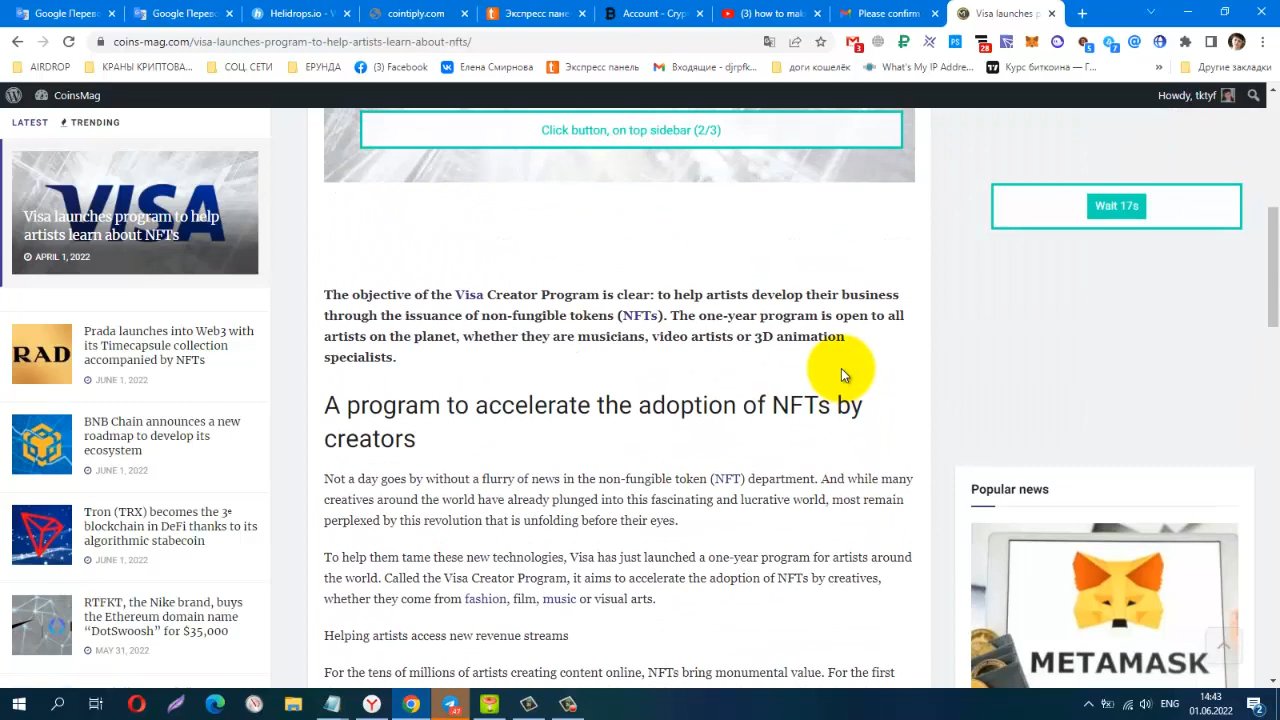 Google Перево
Google Перево
Helidrops.io - W
cointiply.com
Экспресс панел
Account - Crypt
(3) how to mak
Please confirm
Visa launches p
coins-mag.com/visa-launches-program-to-help-artists-learn-about-nfts/
3
28
5
7
AIRDROP
КРАНЫ КРИПТОВА...
СОЦ. СЕТИ
ЕРУНДА
(3) Facebook
Елена Смирнова
Экспресс панель
Входящие - djrpfk...
доги кошелёк
What's My IP Addre...
Курс биткоина — Г...
»
Другие закладки
CoinsMag
Howdy, tktyf
LATEST
TRENDING
Click button, on top sidebar (2/3)
Wait 17s
VISA
Visa launches program to help
artists learn about NFTs
APRIL 1, 2022
The objective of the Visa Creator Program is clear: to help artists develop their business
through the issuance of non-fungible tokens (NFTs). The one-year program is open to all
artists on the planet, whether they are musicians, video artists or 3D animation
specialists.
RAD
Prada launches into Web3 with
its Timecapsule collection
accompanied by NFTs
JUNE 1, 2022
A program to accelerate the adoption of NFTs by
creators
BNB Chain announces a new
roadmap to develop its
ecosystem
JUNE 1, 2022
Not a day goes by without a flurry of news in the non-fungible token (NFT) department. And while many
creatives around the world have already plunged into this fascinating and lucrative world, most remain
perplexed by this revolution that is unfolding before their eyes.
Popular news
Tron (TRX) becomes the 3ᵉ
blockchain in DeFi thanks to its
algorithmic stabecoin
JUNE 1, 2022
To help them tame these new technologies, Visa has just launched a one-year program for artists around
the world. Called the Visa Creator Program, it aims to accelerate the adoption of NFTs by creatives,
whether they come from fashion, film, music or visual arts.
RTFKT, the Nike brand, buys
the Ethereum domain name
“DotSwoosh” for $35,000
MAY 31, 2022
Helping artists access new revenue streams
For the tens of millions of artists creating content online, NFTs bring monumental value. For the first
METAMASK
47
ENG
14:43
01.06.2022
2